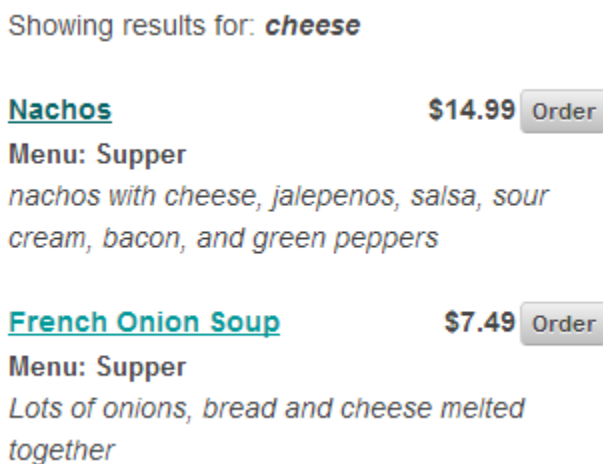 Showing results for: cheese
Nachos $14.99 Order
Menu: Supper
nachos with cheese, jalepenos, salsa, sour
cream, bacon, and green peppers
French Onion Soup $7.49 Order
Menu: Supper
Lots of onions, bread and cheese melted
together